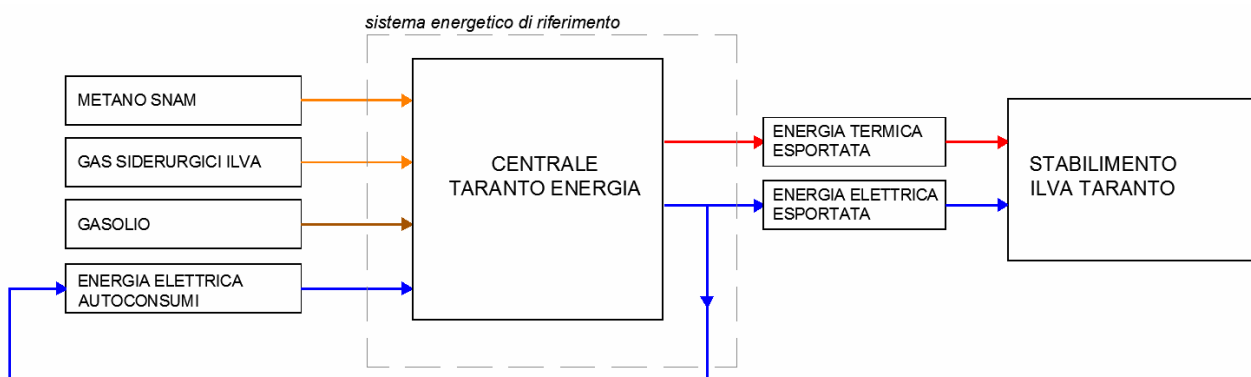 sistema energetico di riferimento
METANO SNAM
GAS SIDERURGICI ILVA
GASOLIO
ENERGIA ELETTRICA
AUTOCONSUMI
CENTRALE
TARANTO ENERGIA
ENERGIA TERMICA
ESPORTATA
ENERGIA ELETTRICA
ESPORTATA
STABILIMENTO
ILVA TARANTO